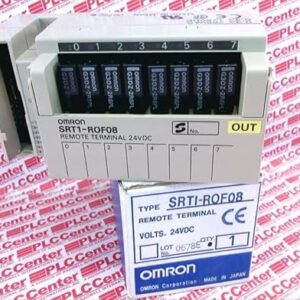 0 1 2 3 4 5 6 7
OMRON
SRT1-ROF08
REMOTE TERMINAL 24VDC
S
No.
OUT
0 1 2 3 4 5 6 7
TYPE SRT1-ROF08
REMOTE TERMINAL
VOLTS. 24VDC
CE
LOT No. 0678E QTY. 1
OMRON
OMRON Corporation MADE IN JAPAN
PLCCenter